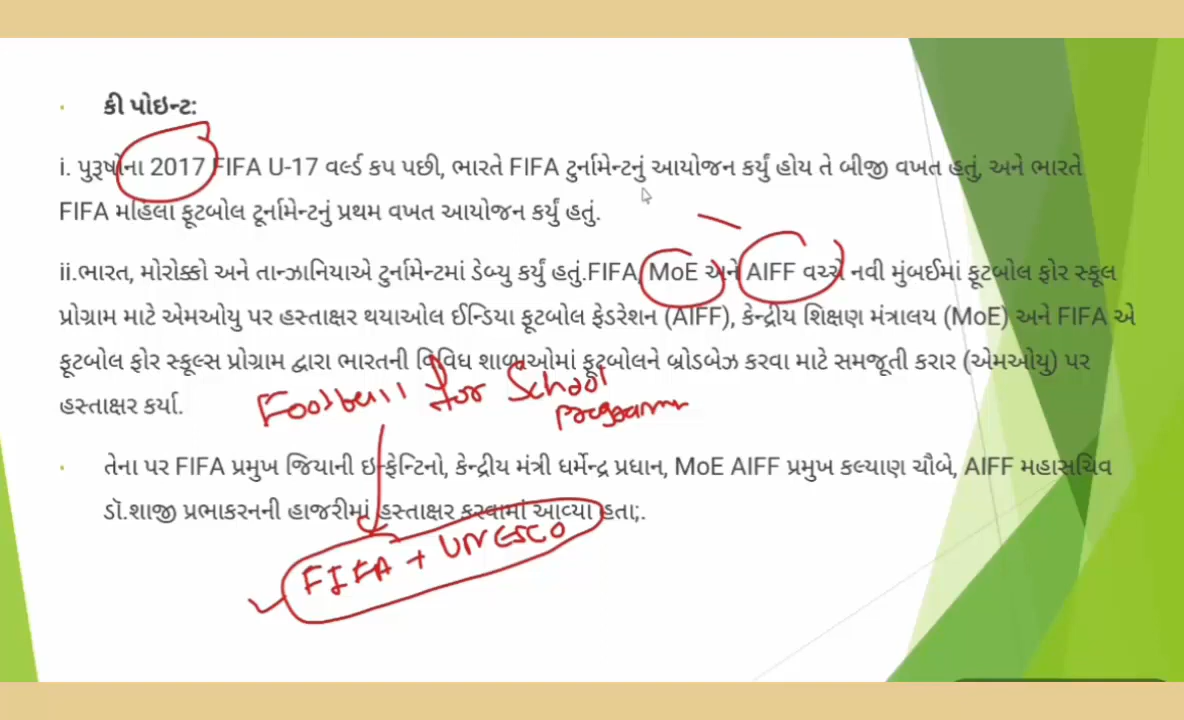 કી પોઇન્ટ:
i. પુરૂષોના 2017 FIFA U-17 વર્લ્ડ કપ પછી, ભારતે FIFA ટુર્નામેન્ટનું આયોજન કર્યું હોય તે બીજી વખત હતું, અને ભારતે
FIFA મહિલા ફૂટબોલ ટૂર્નામેન્ટનું પ્રથમ વખત આયોજન કર્યું હતું.
ii.ભારત, મોરોક્કો અને તાન્ઝાનિયાએ ટુર્નામેન્ટમાં ડેબ્યુ કર્યું હતું.FIFA, MoE અને AIFF વચ્ચે નવી મુંબઈમાં ફૂટબોલ ફોર સ્કૂલ
પ્રોગ્રામ માટે એમઓયુ પર હસ્તાક્ષર થયાઓલ ઈન્ડિયા ફૂટબોલ ફેડરેશન (AIFF), કેન્દ્રીય શિક્ષણ મંત્રાલય (MoE) અને FIFA એ
ફૂટબોલ ફોર સ્કૂલ્સ પ્રોગ્રામ દ્વારા ભારતની વિવિધ શાળાઓમાં ફૂટબોલને બ્રોડબેઝ કરવા માટે સમજૂતી કરાર (એમઓયુ) પર
હસ્તાક્ષર કર્યા.
Football for School
programm
તેના પર FIFA પ્રમુખ જિયાની ઇન્ફેન્ટિનો, કેન્દ્રીય મંત્રી ધર્મેન્દ્ર પ્રધાન, MoE AIFF પ્રમુખ કલ્યાણ ચૌબે, AIFF મહાસચિવ
ડૉ.શાજી પ્રભાકરનની હાજરીમાં હસ્તાક્ષર કરવામાં આવ્યા હતા;.
FIFA + UNESCO